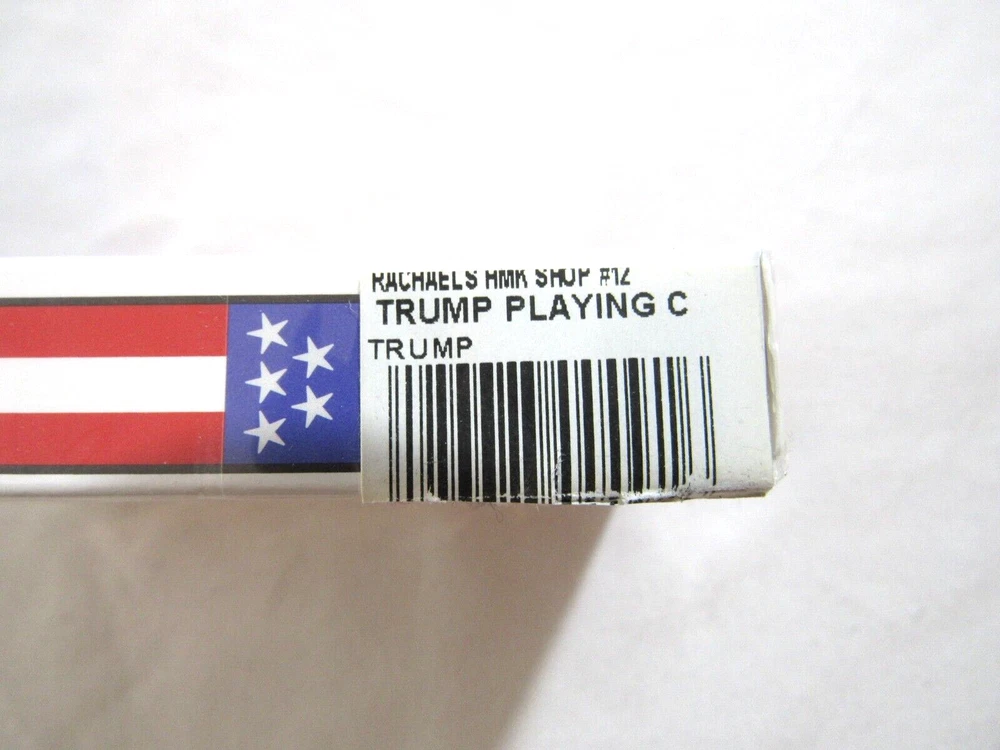 RACHAELS HMK SHOP #12
TRUMP PLAYING C
TRUMP